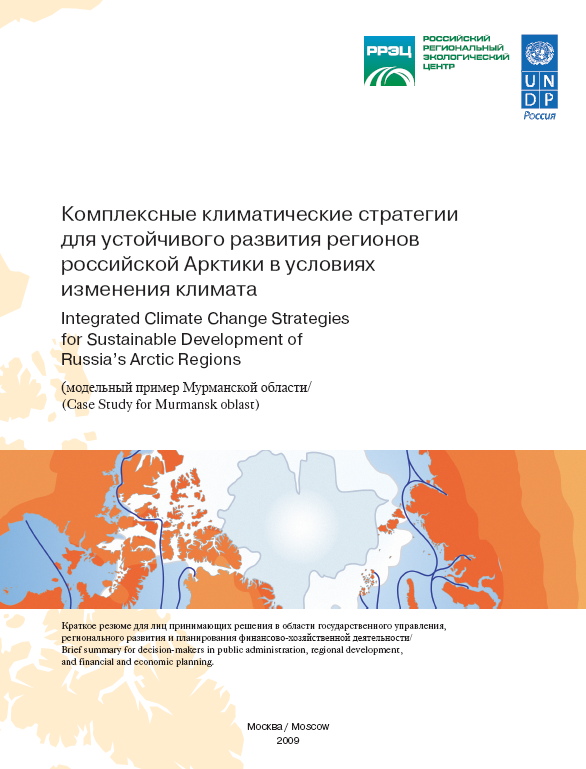 РРЭЦ
РОССИЙСКИЙ
РЕГИОНАЛЬНЫЙ
ЭКОЛОГИЧЕСКИЙ
ЦЕНТР
UN
DP
Россия
Комплексные климатические стратегии
для устойчивого развития регионов
российской Арктики в условиях
изменения климата
Integrated Climate Change Strategies
for Sustainable Development of
Russia's Arctic Regions
(модельный пример Мурманской области/
(Case Study for Murmansk oblast)
Краткое резюме для лиц принимающих решения в области государственного управления,
регионального развития и планирования финансово-хозяйственной деятельности/
Brief summary for decision-makers in public administration, regional development,
and financial and economic planning.
Москва / Moscow
2009